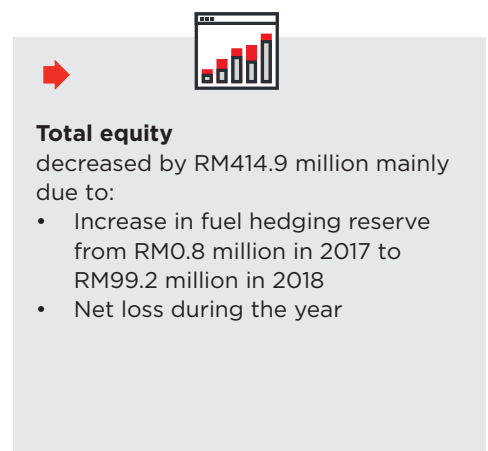 Total equity
decreased by RM414.9 million mainly
due to:
• Increase in fuel hedging reserve
from RM0.8 million in 2017 to
RM99.2 million in 2018
• Net loss during the year